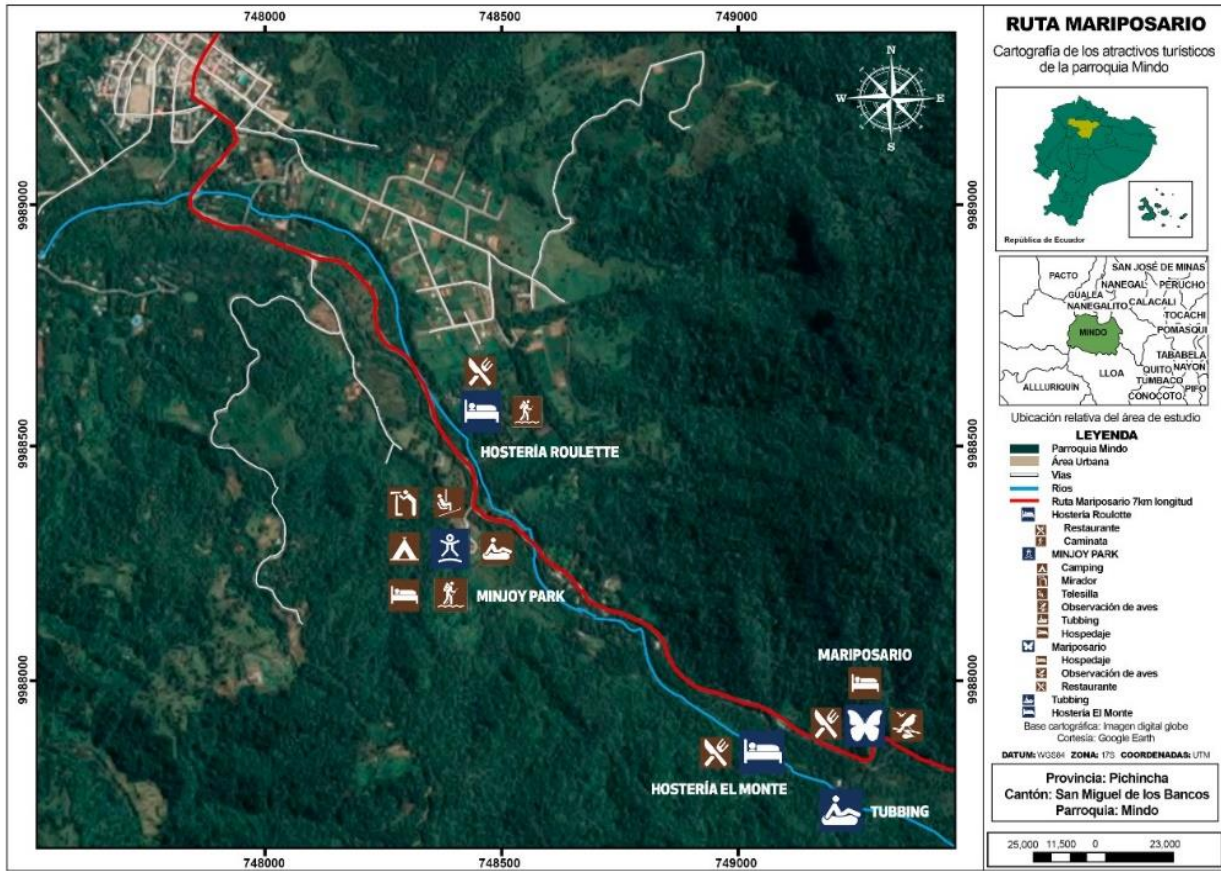 748000 748500 749000
9989000
9988500
9988000
9989000
9988500
9988000
748000 748500 749000
N
W E
S
HOSTERÍA ROULETTE
MINJOY PARK
MARIPOSARIO
HOSTERÍA EL MONTE
TUBBING
RUTA MARIPOSARIO
Cartografía de los atractivos turísticos
de la parroquia Mindo
República de Ecuador
PACTO
SAN JOSÉ DE MINAS
NANEGAL PERUCHO
GUALLA
NANEGALITO
CALACALI
TOCACHI
MINDO
POMASQUI
TABABELA
LLOA
QUITO NAYON
ALLLURIQUÍN
TUMBACO PIFO
CONOCOTO
Ubicación relativa del área de estudio
LEYENDA
Parroquia Mindo
Área Urbana
Vías
Ríos
Ruta Mariposario 7km longitud
Hostería Roulotte
Restaurante
Caminata
MINJOY PARK
Camping
Mirador
Telesilla
Observación de aves
Tubbing
Hospedaje
Mariposario
Hospedaje
Observación de aves
Restaurante
Tubbing
Hostería El Monte
Base cartográfica: Imagen digital globe
Cortesía: Google Earth
DATUM: WGS84 ZONA: 17S COORDENADAS: UTM
Provincia: Pichincha
Cantón: San Miguel de los Bancos
Parroquia: Mindo
25,000 11,500 0 23,000